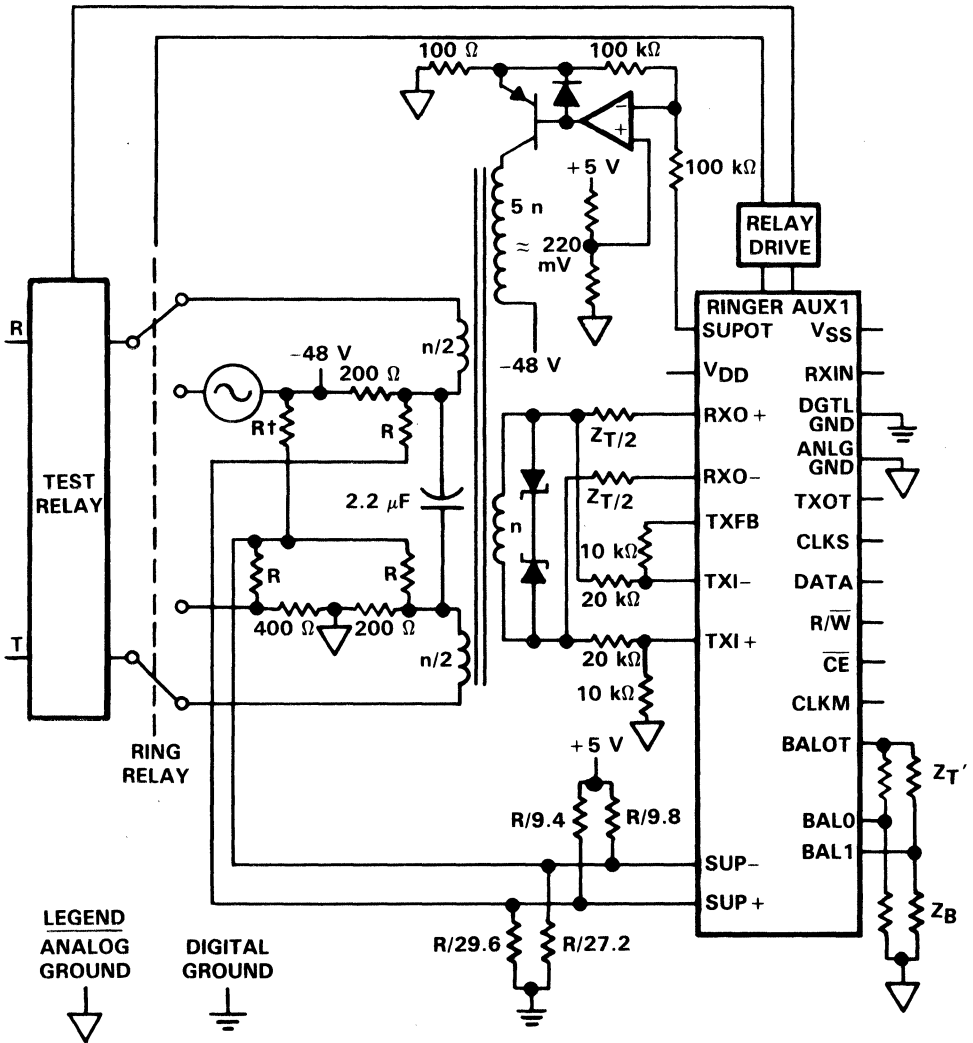 100 Ω
100 kΩ
−
+
+5 V
100 kΩ
5 n
≈ 220
mV
RELAY
DRIVE
RINGER AUX1
SUPOT
VSS
R
n/2
−48 V
−48 V
200 Ω
VDD
RXIN
R†
R
ZT/2
RXO+
DGTL
GND
ANLG
GND
TEST
RELAY
ZT/2
RXO−
2.2 μF
n
TXFB
TXOT
10 kΩ
CLKS
R
R
20 kΩ
TXI−
DATA
400 Ω
200 Ω
R/W
T
n/2
20 kΩ
TXI+
CE
10 kΩ
CLKM
RING
RELAY
+5 V
BALOT
ZT′
R/9.4
R/9.8
BAL0
BAL1
SUP−
SUP+
ZB
LEGEND
ANALOG
GROUND
DIGITAL
GROUND
R/29.6
R/27.2